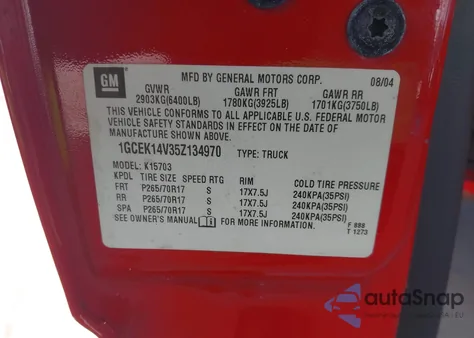 GM
MFD BY GENERAL MOTORS CORP. 08/04
GVWR GAWR FRT GAWR RR
2903KG(6400LB) 1780KG(3925LB) 1701KG(3750LB)
THIS VEHICLE CONFORMS TO ALL APPLICABLE U.S. FEDERAL MOTOR
VEHICLE SAFETY STANDARDS IN EFFECT ON THE DATE
OF MANUFACTURE SHOWN ABOVE.
1GCEK14V35Z134970 TYPE: TRUCK
MODEL: K15703
KPDL TIRE SIZE SPEED RTG RIM COLD TIRE PRESSURE
FRT P265/70R17 S 17X7.5J 240KPA(35PSI)
RR P265/70R17 S 17X7.5J 240KPA(35PSI)
SPA P265/70R17 S 17X7.5J 240KPA(35PSI)
SEE OWNER'S MANUAL FOR MORE INFORMATION.
F 888
T 1273
autoSnap